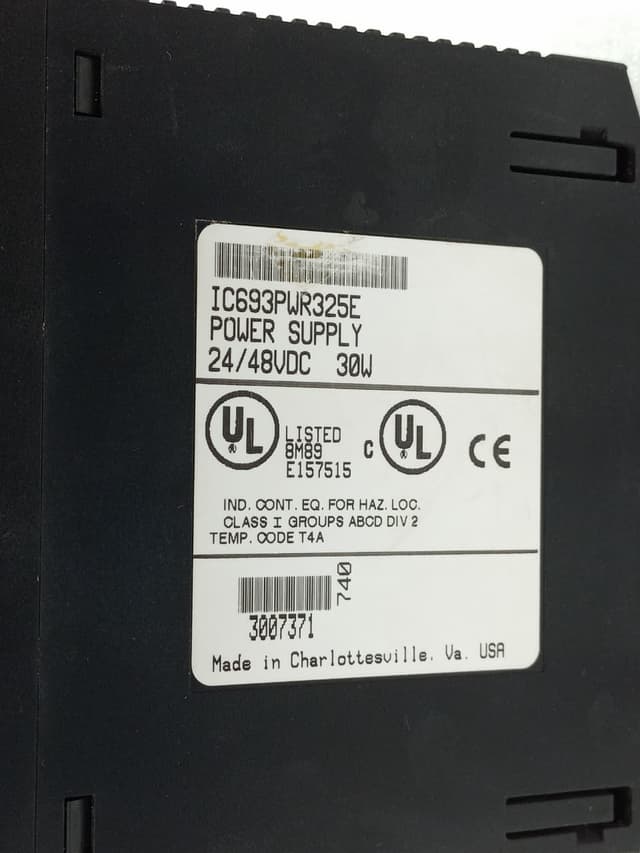 IC693PWR325E
POWER SUPPLY
24/48VDC 30W
UL LISTED
8M89
E157515
C UL CE
IND. CONT. EQ. FOR HAZ. LOC.
CLASS I GROUPS ABCD DIV 2
TEMP. CODE T4A
740
3007371
Made in Charlottesville. Va. USA